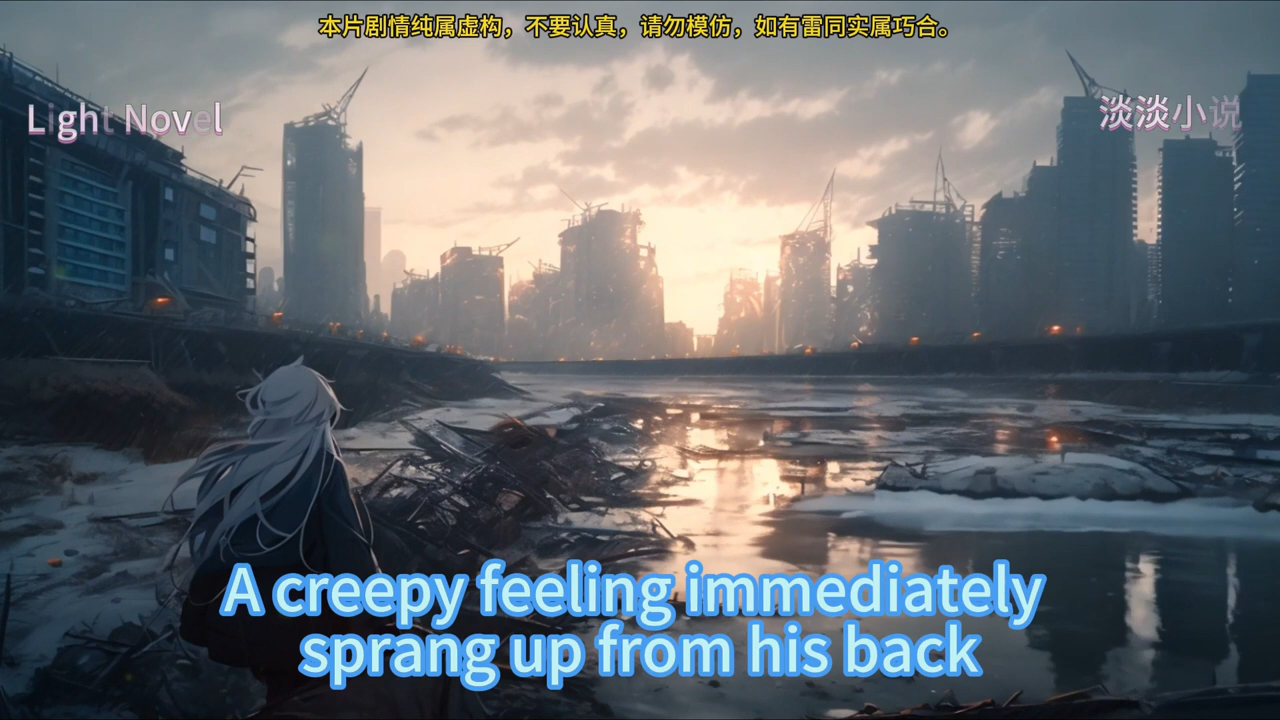 本片剧情纯属虚构，不要认真，请勿模仿，如有雷同实属巧合。
Light Novel
淡淡小说
A creepy feeling immediately
sprang up from his back